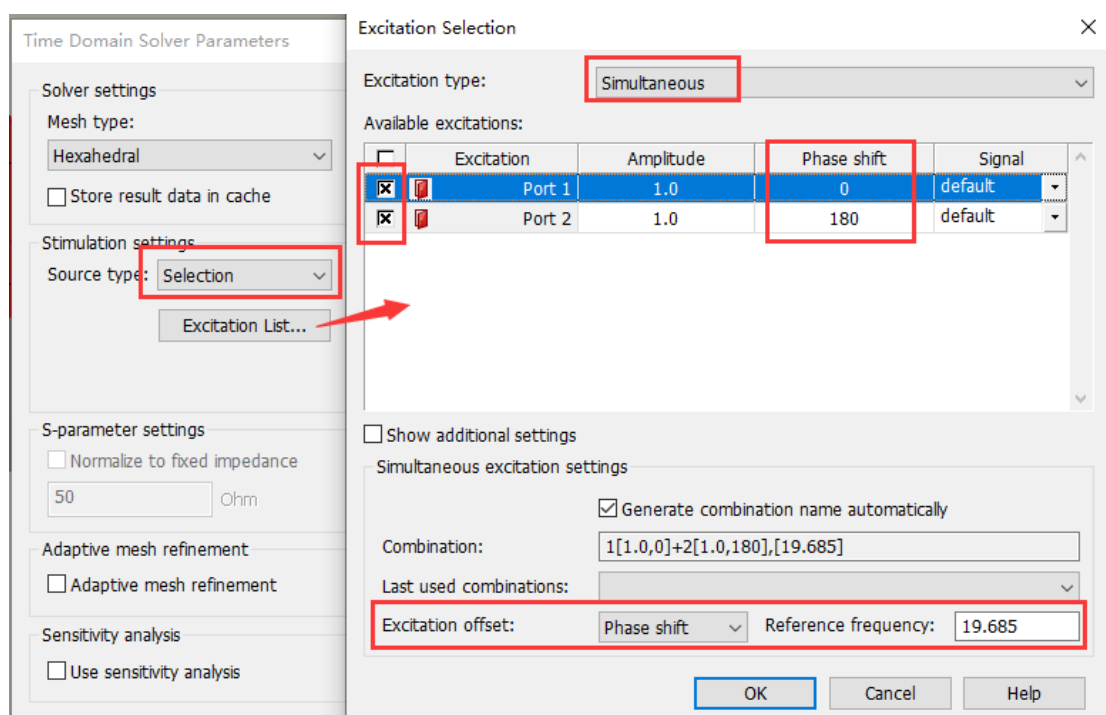 Time Domain Solver Parameters
Solver settings
Mesh type:
Hexahedral
Store result data in cache
Stimulation settings
Source type: Selection
Excitation List...
S-parameter settings
Normalize to fixed impedance
50 Ohm
Adaptive mesh refinement
Adaptive mesh refinement
Sensitivity analysis
Use sensitivity analysis
Excitation Selection
Excitation type: Simultaneous
Available excitations:
Excitation Amplitude Phase shift Signal
Port 1 1.0 0 default
Port 2 1.0 180 default
Show additional settings
Simultaneous excitation settings
Generate combination name automatically
Combination: 1[1.0,0]+2[1.0,180],[19.685]
Last used combinations:
Excitation offset: Phase shift Reference frequency: 19.685
OK Cancel Help